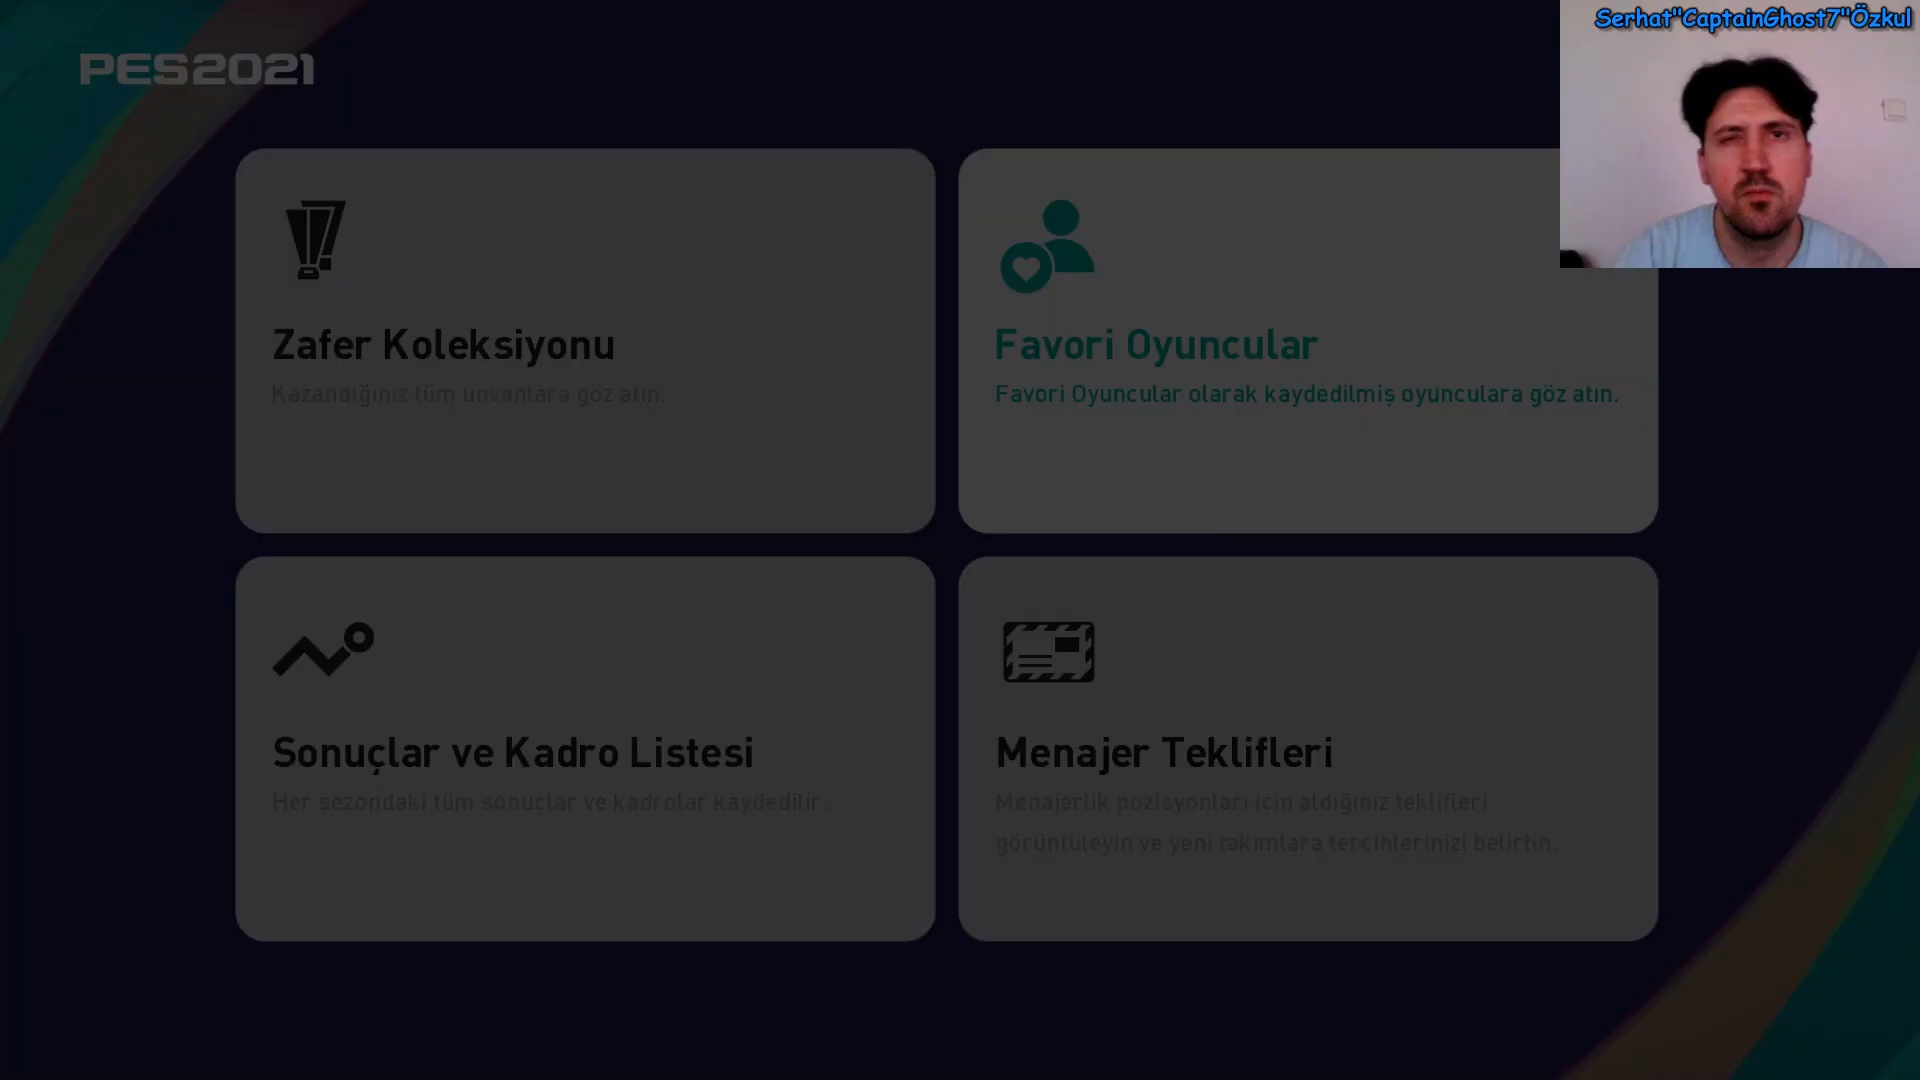 Serhat"CaptainGhost7"Özkul
PES2021
Zafer Koleksiyonu
Kazandığınız tüm unvanlara göz atın.
Favori Oyuncular
Favori Oyuncular olarak kaydedilmiş oyunculara göz atın.
Sonuçlar ve Kadro Listesi
Her sezondaki tüm sonuçlar ve kadrolar kaydedilir.
Menajer Teklifleri
Menajerlik pozisyonları için aldığınız teklifleri
görüntüleyin ve yeni takımlara tercihlerinizi belirtin.